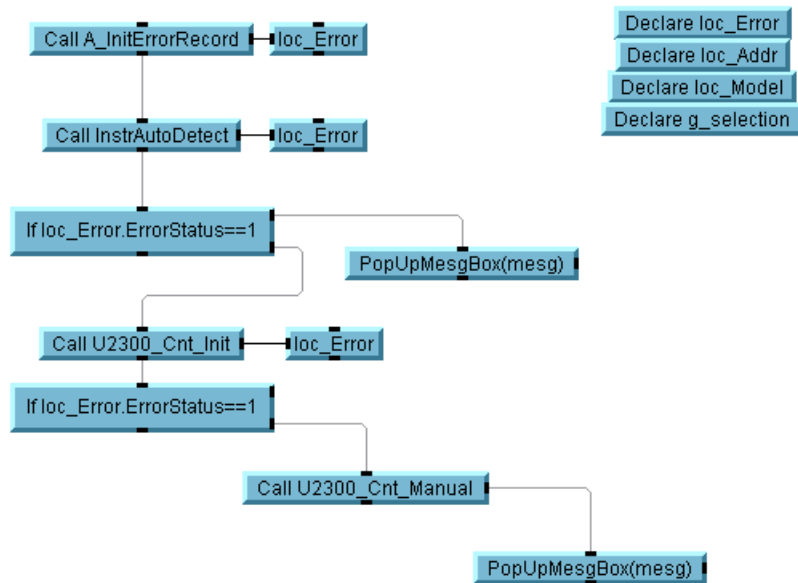 Call A_InitErrorRecord
loc_Error
Declare loc_Error
Declare loc_Addr
Declare loc_Model
Declare g_selection
Call InstrAutoDetect
loc_Error
If loc_Error.ErrorStatus==1
PopUpMesgBox(mesg)
Call U2300_Cnt_Init
loc_Error
If loc_Error.ErrorStatus==1
Call U2300_Cnt_Manual
PopUpMesgBox(mesg)